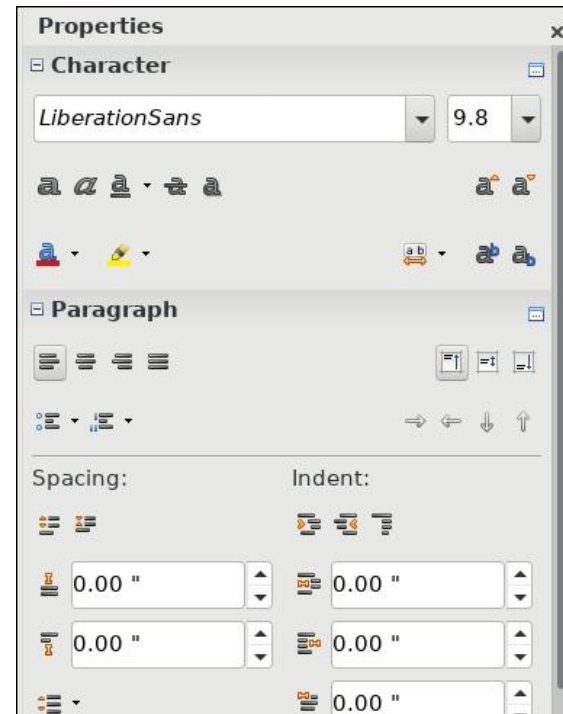 Properties
Character
LiberationSans 9.8
Paragraph
Spacing: Indent:
0.00 " 0.00 "
0.00 " 0.00 "
0.00 "